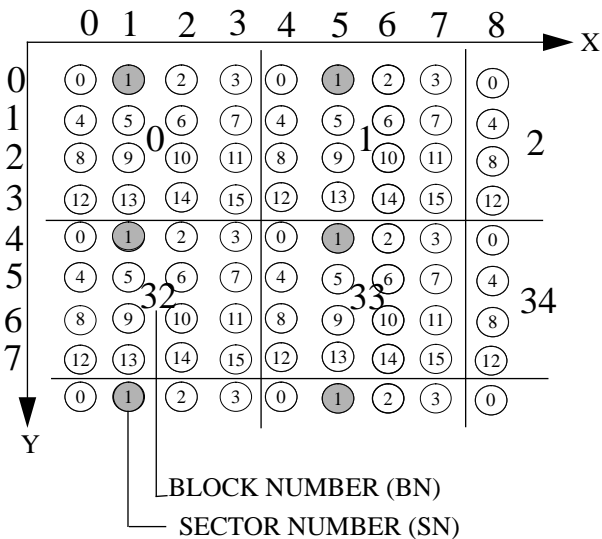 0 1 2 3 4 5 6 7 8
X
0 0 1 2 3 0 1 2 3 0
1 4 5 6 7 4 5 6 7 4
0 1 2
2 8 9 10 11 8 9 10 11 8
3 12 13 14 15 12 13 14 15 12
4 0 1 2 3 0 1 2 3 0
5 4 5 6 7 4 5 6 7 4
32 33 34
6 8 9 10 11 8 9 10 11 8
7 12 13 14 15 12 13 14 15 12
0 1 2 3 0 1 2 3 0
Y
BLOCK NUMBER (BN)
SECTOR NUMBER (SN)